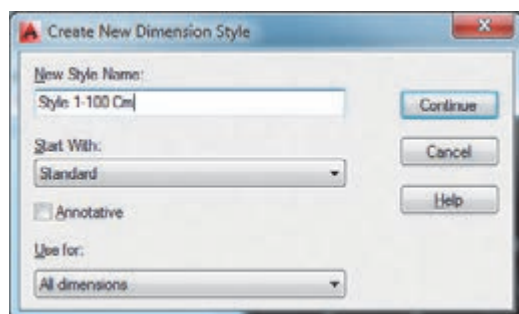 Create New Dimension Style
New Style Name:
Style 1-100 Cm
Continue
Start With:
Cancel
Standard
Help
Annotative
Use for:
All dimensions